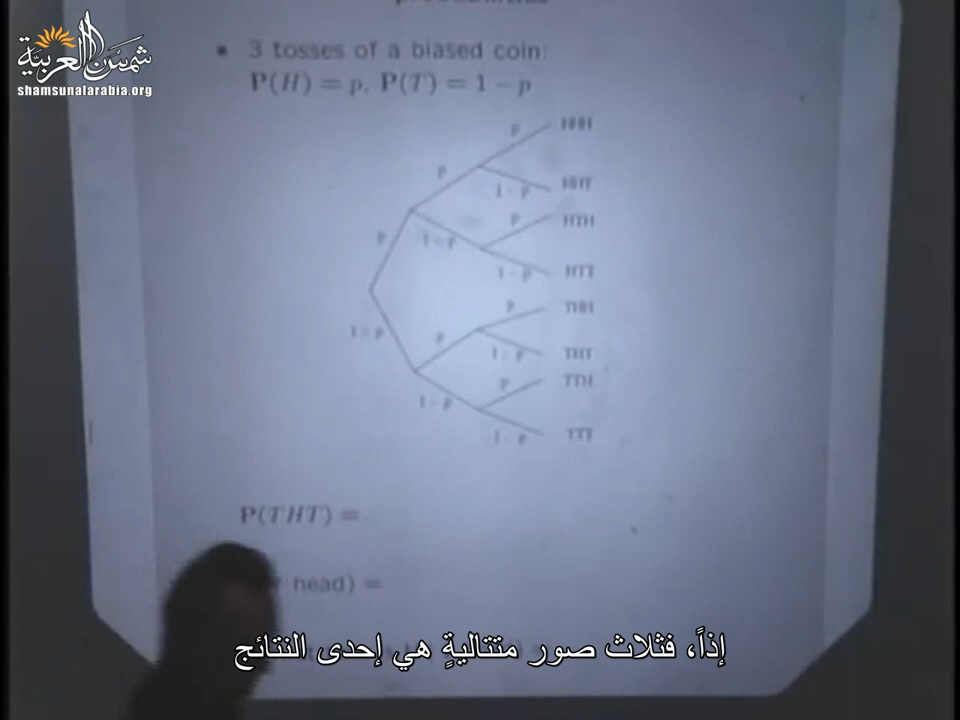 شمس العربية
shamsunalarabia.org
• 3 tosses of a biased coin:
P(H) = p, P(T) = 1 − p
p
HHH
p
1 - p
HHT
p
HTH
p
1 - p
1 - p
HTT
p
THH
1 - p
p
1 - p
THT
p
TTH
1 - p
1 - p
TTT
P(THT) =
head) =
إذاً، فثلاث صور متتاليةٍ هي إحدى النتائج